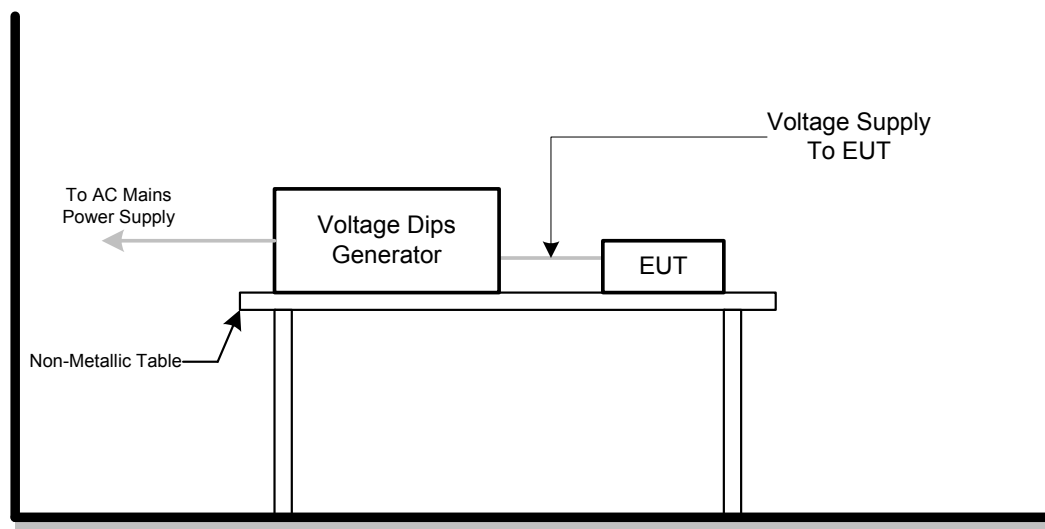 Voltage Supply
To EUT
To AC Mains
Power Supply
Voltage Dips
Generator
EUT
Non-Metallic Table